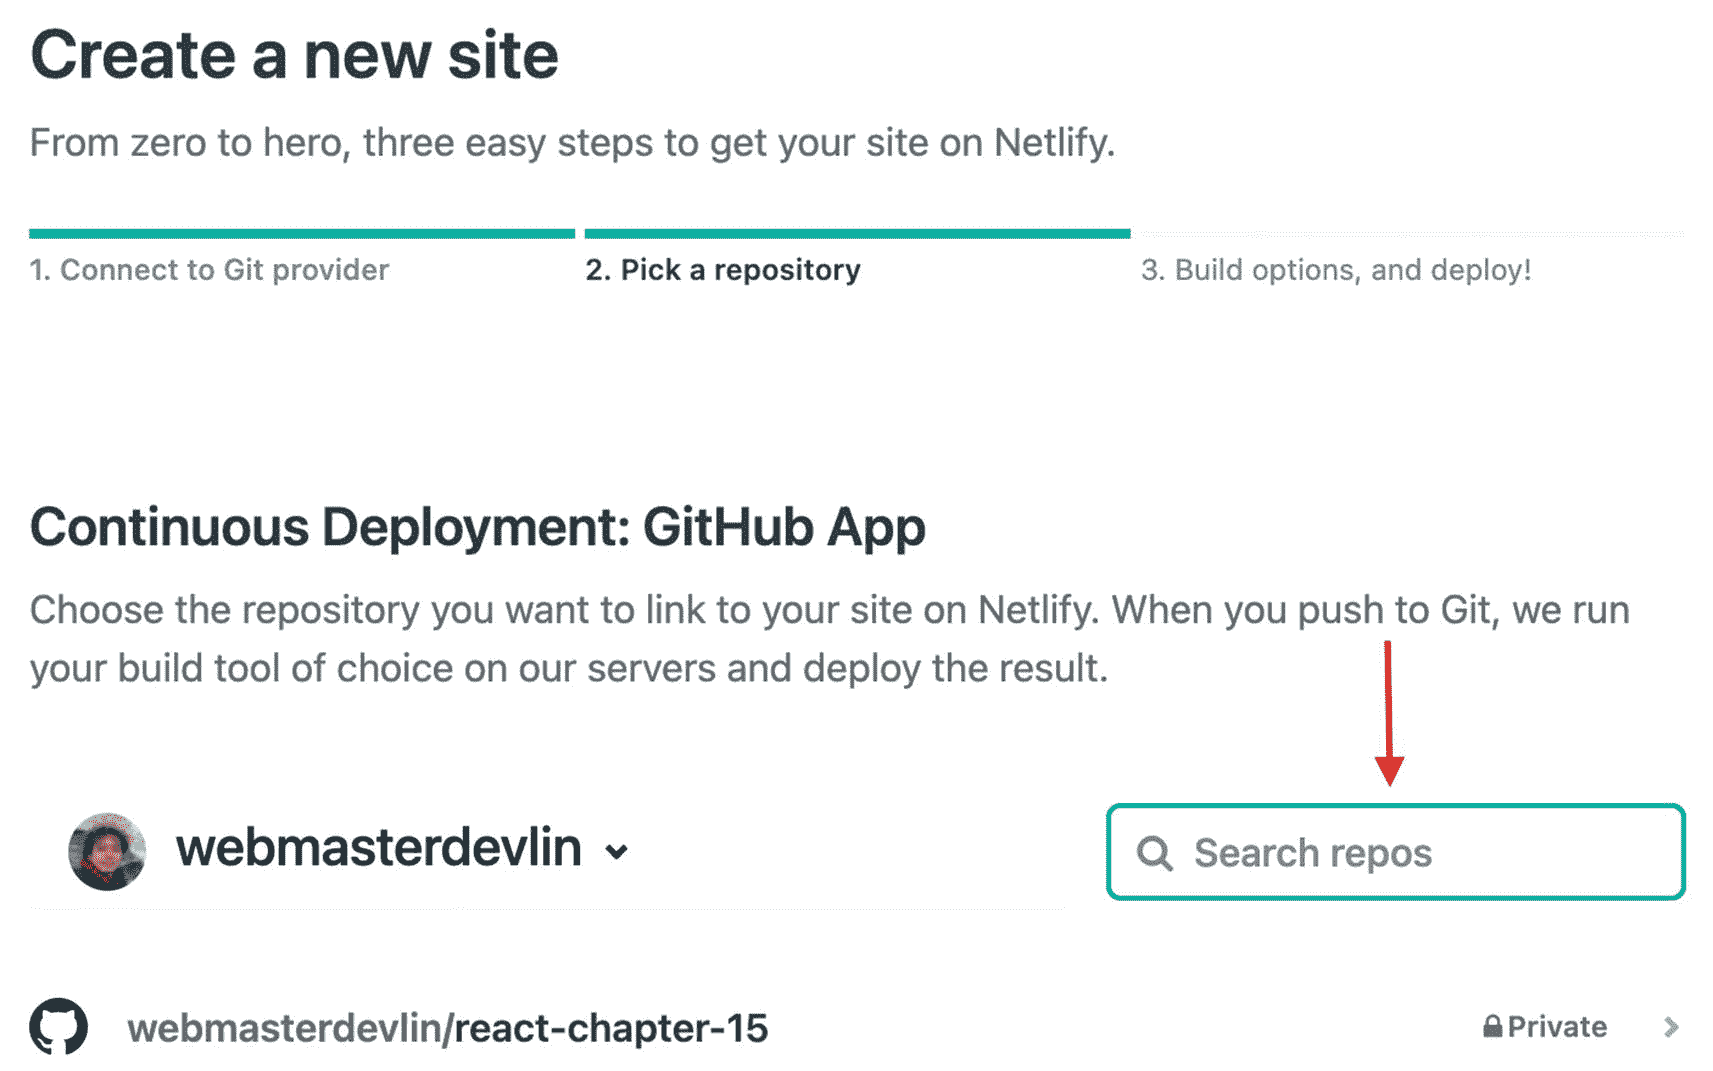 Create a new site
From zero to hero, three easy steps to get your site on Netlify.
1. Connect to Git provider
2. Pick a repository
3. Build options, and deploy!
Continuous Deployment: GitHub App
Choose the repository you want to link to your site on Netlify. When you push to Git, we run
your build tool of choice on our servers and deploy the result.
webmasterdevlin
Search repos
webmasterdevlin/react-chapter-15
Private